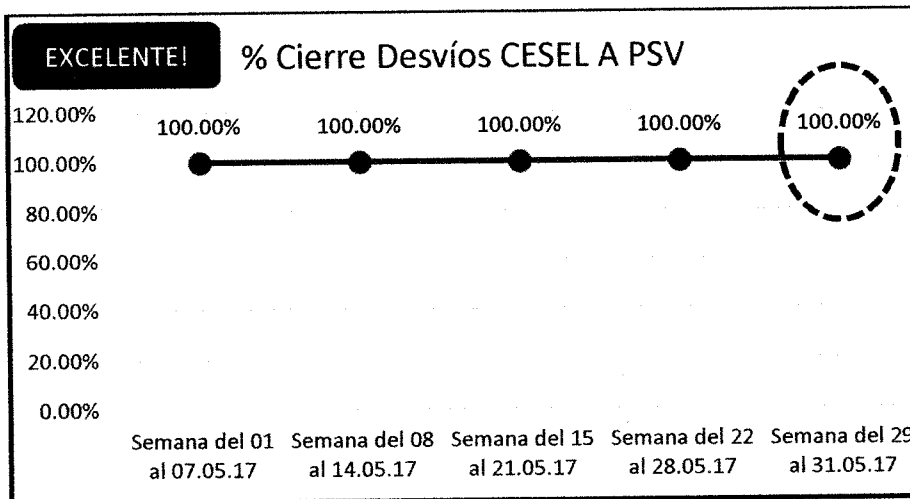 EXCELENTE!
% Cierre Desvíos CESEL A PSV
120.00%
100.00%
80.00%
60.00%
40.00%
20.00%
0.00%
100.00%
100.00%
100.00%
100.00%
100.00%
Semana del 01
al 07.05.17
Semana del 08
al 14.05.17
Semana del 15
al 21.05.17
Semana del 22
al 28.05.17
Semana del 29
al 31.05.17